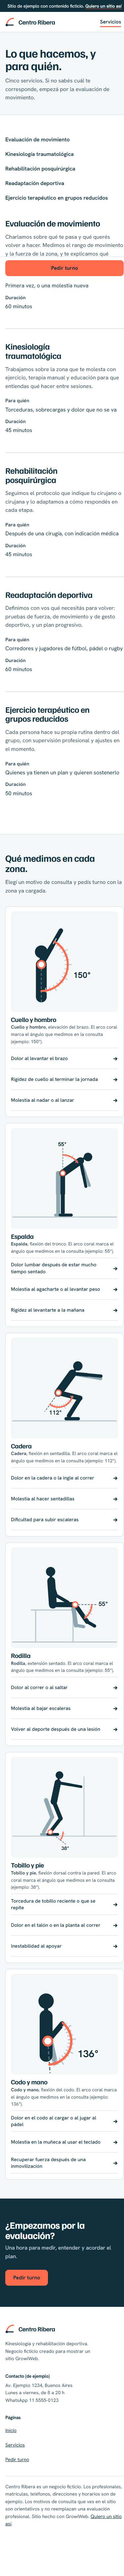 Sitio de ejemplo con contenido ficticio. Quiero un sitio así
Centro Ribera
Servicios
Lo que hacemos, y
para quién.
Cinco servicios. Si no sabés cuál te
corresponde, empezá por la evaluación de
movimiento.
Evaluación de movimiento
Kinesiología traumatológica
Rehabilitación posquirúrgica
Readaptación deportiva
Ejercicio terapéutico en grupos reducidos
Evaluación de movimiento
Charlamos sobre qué te pasa y qué querés
volver a hacer. Medimos el rango de movimiento
y la fuerza de la zona, y te explicamos qué
Pedir turno
Primera vez, o una molestia nueva
Duración
60 minutos
Kinesiología
traumatológica
Trabajamos sobre la zona que te molesta con
ejercicio, terapia manual y educación para que
entiendas qué hacer entre sesiones.
Para quién
Torceduras, sobrecargas y dolor que no se va
Duración
45 minutos
Rehabilitación
posquirúrgica
Seguimos el protocolo que indique tu cirujano o
cirujana y lo adaptamos a cómo respondés en
cada etapa.
Para quién
Después de una cirugía, con indicación médica
Duración
45 minutos
Readaptación deportiva
Definimos con vos qué necesitás para volver:
pruebas de fuerza, de movimiento y de gesto
deportivo, y un plan progresivo.
Para quién
Corredores y jugadores de fútbol, pádel o rugby
Duración
60 minutos
Ejercicio terapéutico en
grupos reducidos
Cada persona hace su propia rutina dentro del
grupo, con supervisión profesional y ajustes en
el momento.
Para quién
Quienes ya tienen un plan y quieren sostenerlo
Duración
50 minutos
Qué medimos en cada
zona.
Elegí un motivo de consulta y pedís turno con la
zona ya cargada.
150°
Cuello y hombro
Cuello y hombro, elevación del brazo. El arco coral
marca el ángulo que medimos en la consulta
(ejemplo: 150°).
Dolor al levantar el brazo →
Rigidez de cuello al terminar la jornada →
Molestia al nadar o al lanzar →
55°
Espalda
Espalda, flexión del tronco. El arco coral marca el
ángulo que medimos en la consulta (ejemplo: 55°).
Dolor lumbar después de estar mucho
tiempo sentado →
Molestia al agacharte o al levantar peso →
Rigidez al levantarte a la mañana →
112°
Cadera
Cadera, flexión en sentadilla. El arco coral marca el
ángulo que medimos en la consulta (ejemplo: 112°).
Dolor en la cadera o la ingle al correr →
Molestia al hacer sentadillas →
Dificultad para subir escaleras →
55°
Rodilla
Rodilla, extensión sentado. El arco coral marca el
ángulo que medimos en la consulta (ejemplo: 55°).
Dolor al correr o al saltar →
Molestia al bajar escaleras →
Volver al deporte después de una lesión →
38°
Tobillo y pie
Tobillo y pie, flexión dorsal contra la pared. El arco
coral marca el ángulo que medimos en la consulta
(ejemplo: 38°).
Torcedura de tobillo reciente o que se
repite →
Dolor en el talón o en la planta al correr →
Inestabilidad al apoyar →
136°
Codo y mano
Codo y mano, flexión del codo. El arco coral marca
el ángulo que medimos en la consulta (ejemplo:
136°).
Dolor en el codo al cargar o al jugar al
pádel →
Molestia en la muñeca al usar el teclado →
Recuperar fuerza después de una
inmovilización →
¿Empezamos por la
evaluación?
Una hora para medir, entender y acordar el
plan.
Pedir turno
Centro Ribera
Kinesiología y rehabilitación deportiva.
Negocio ficticio creado para mostrar un
sitio GrowWeb.
Contacto (de ejemplo)
Av. Ejemplo 1234, Buenos Aires
Lunes a viernes, de 8 a 20 h
WhatsApp 11 5555-0123
Páginas
Inicio
Servicios
Pedir turno
Centro Ribera es un negocio ficticio. Los profesionales,
matrículas, teléfonos, direcciones y horarios son de
ejemplo. Los motivos de consulta que ves en el sitio
son orientativos y no reemplazan una evaluación
profesional. Sitio hecho con GrowWeb. Quiero un sitio
así.